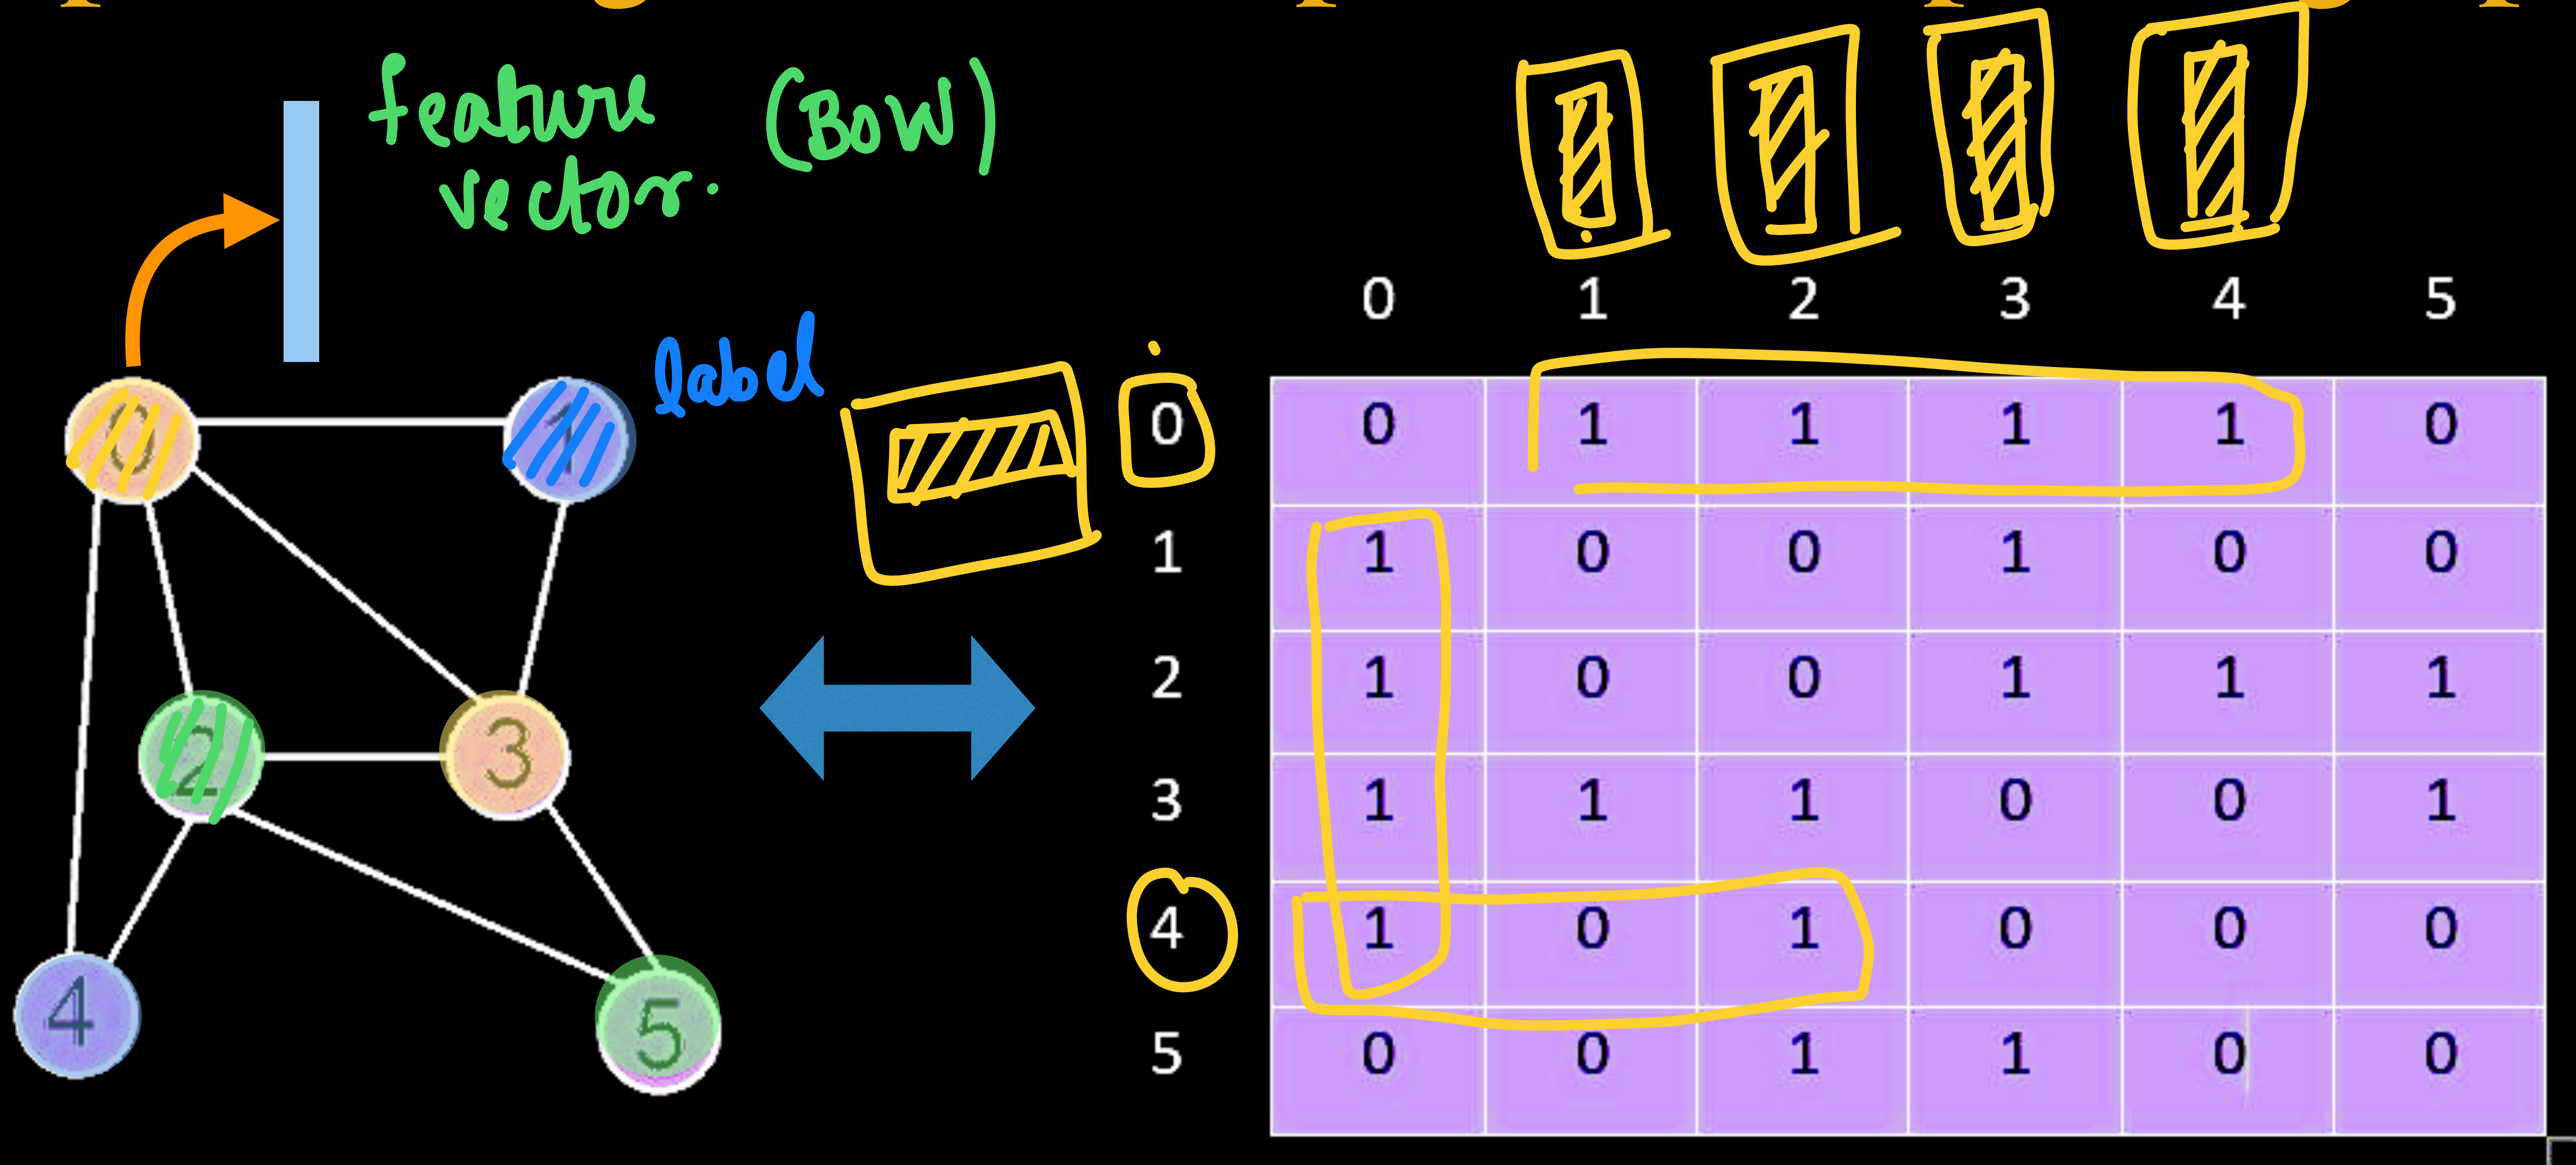 feature (BOW)
vector.
label
0 1 2 3 4 5
0 0 1 1 1 1 0
1 1 0 0 1 0 0
2 1 0 0 1 1 1
3 1 1 1 0 0 1
4 1 0 1 0 0 0
5 0 0 1 1 0 0
0 1
2 3
4 5